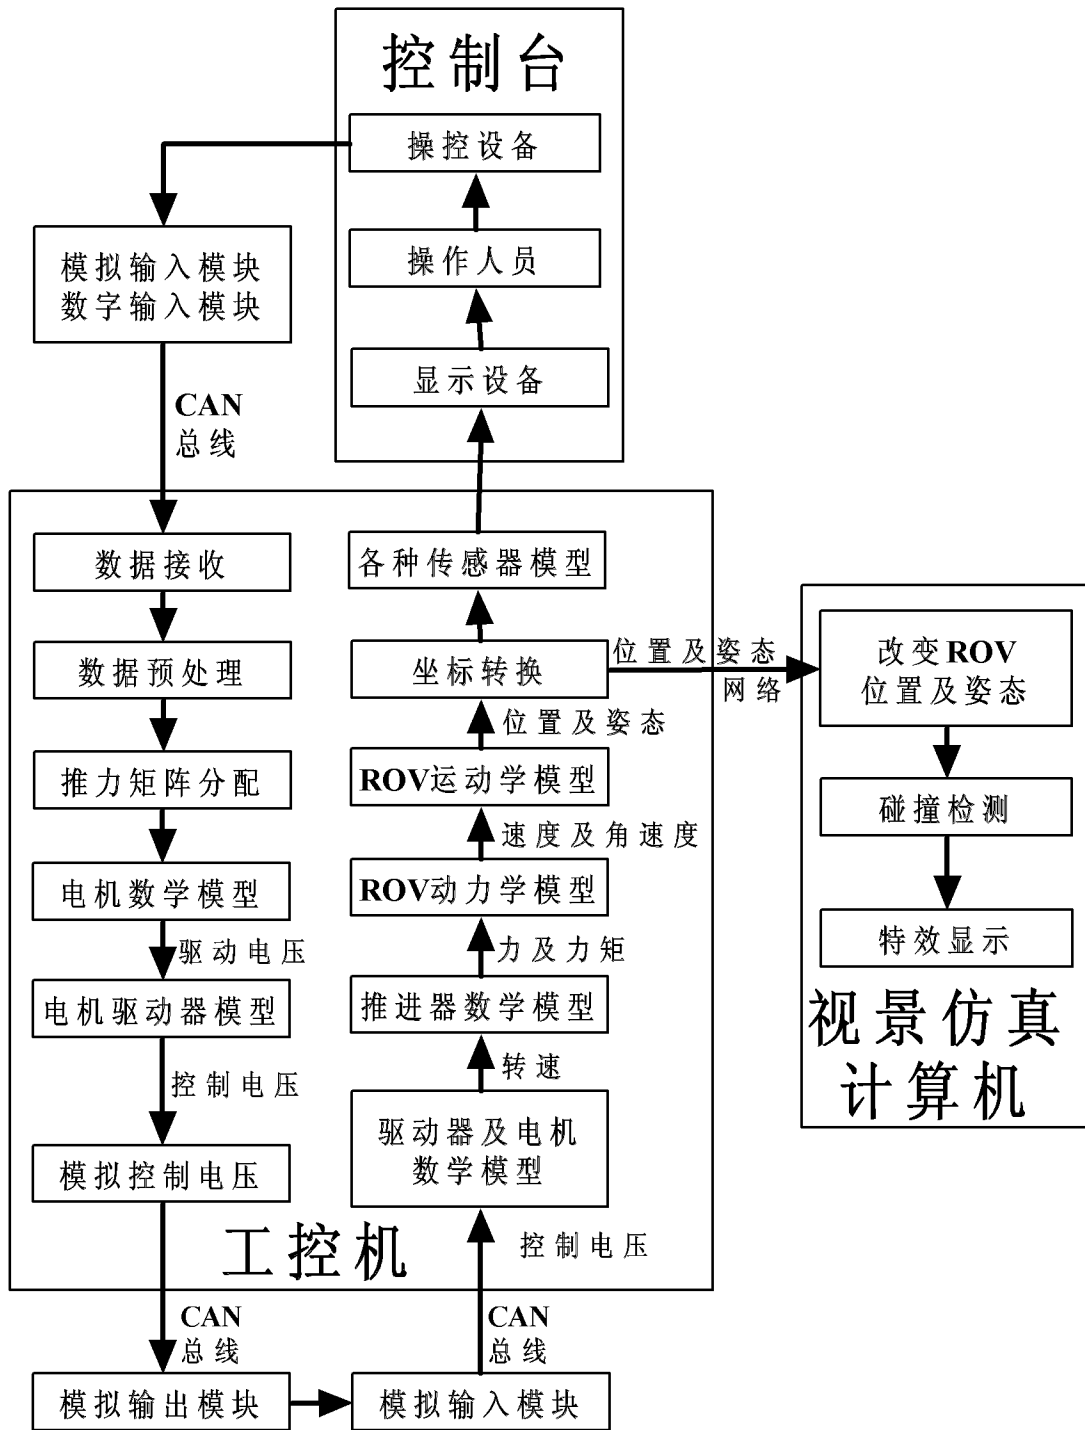 控制台
操控设备
操作人员
显示设备
模拟输入模块
数字输入模块
CAN
总线
数据接收
数据预处理
推力矩阵分配
电机数学模型
驱动电压
电机驱动器模型
控制电压
模拟控制电压
工控机
CAN
总线
模拟输出模块
模拟输入模块
CAN
总线
控制电压
驱动器及电机
数学模型
转速
推进器数学模型
力及力矩
ROV动力学模型
速度及角速度
ROV运动学模型
位置及姿态
坐标转换
各种传感器模型
位置及姿态
网络
改变ROV
位置及姿态
碰撞检测
特效显示
视景仿真
计算机